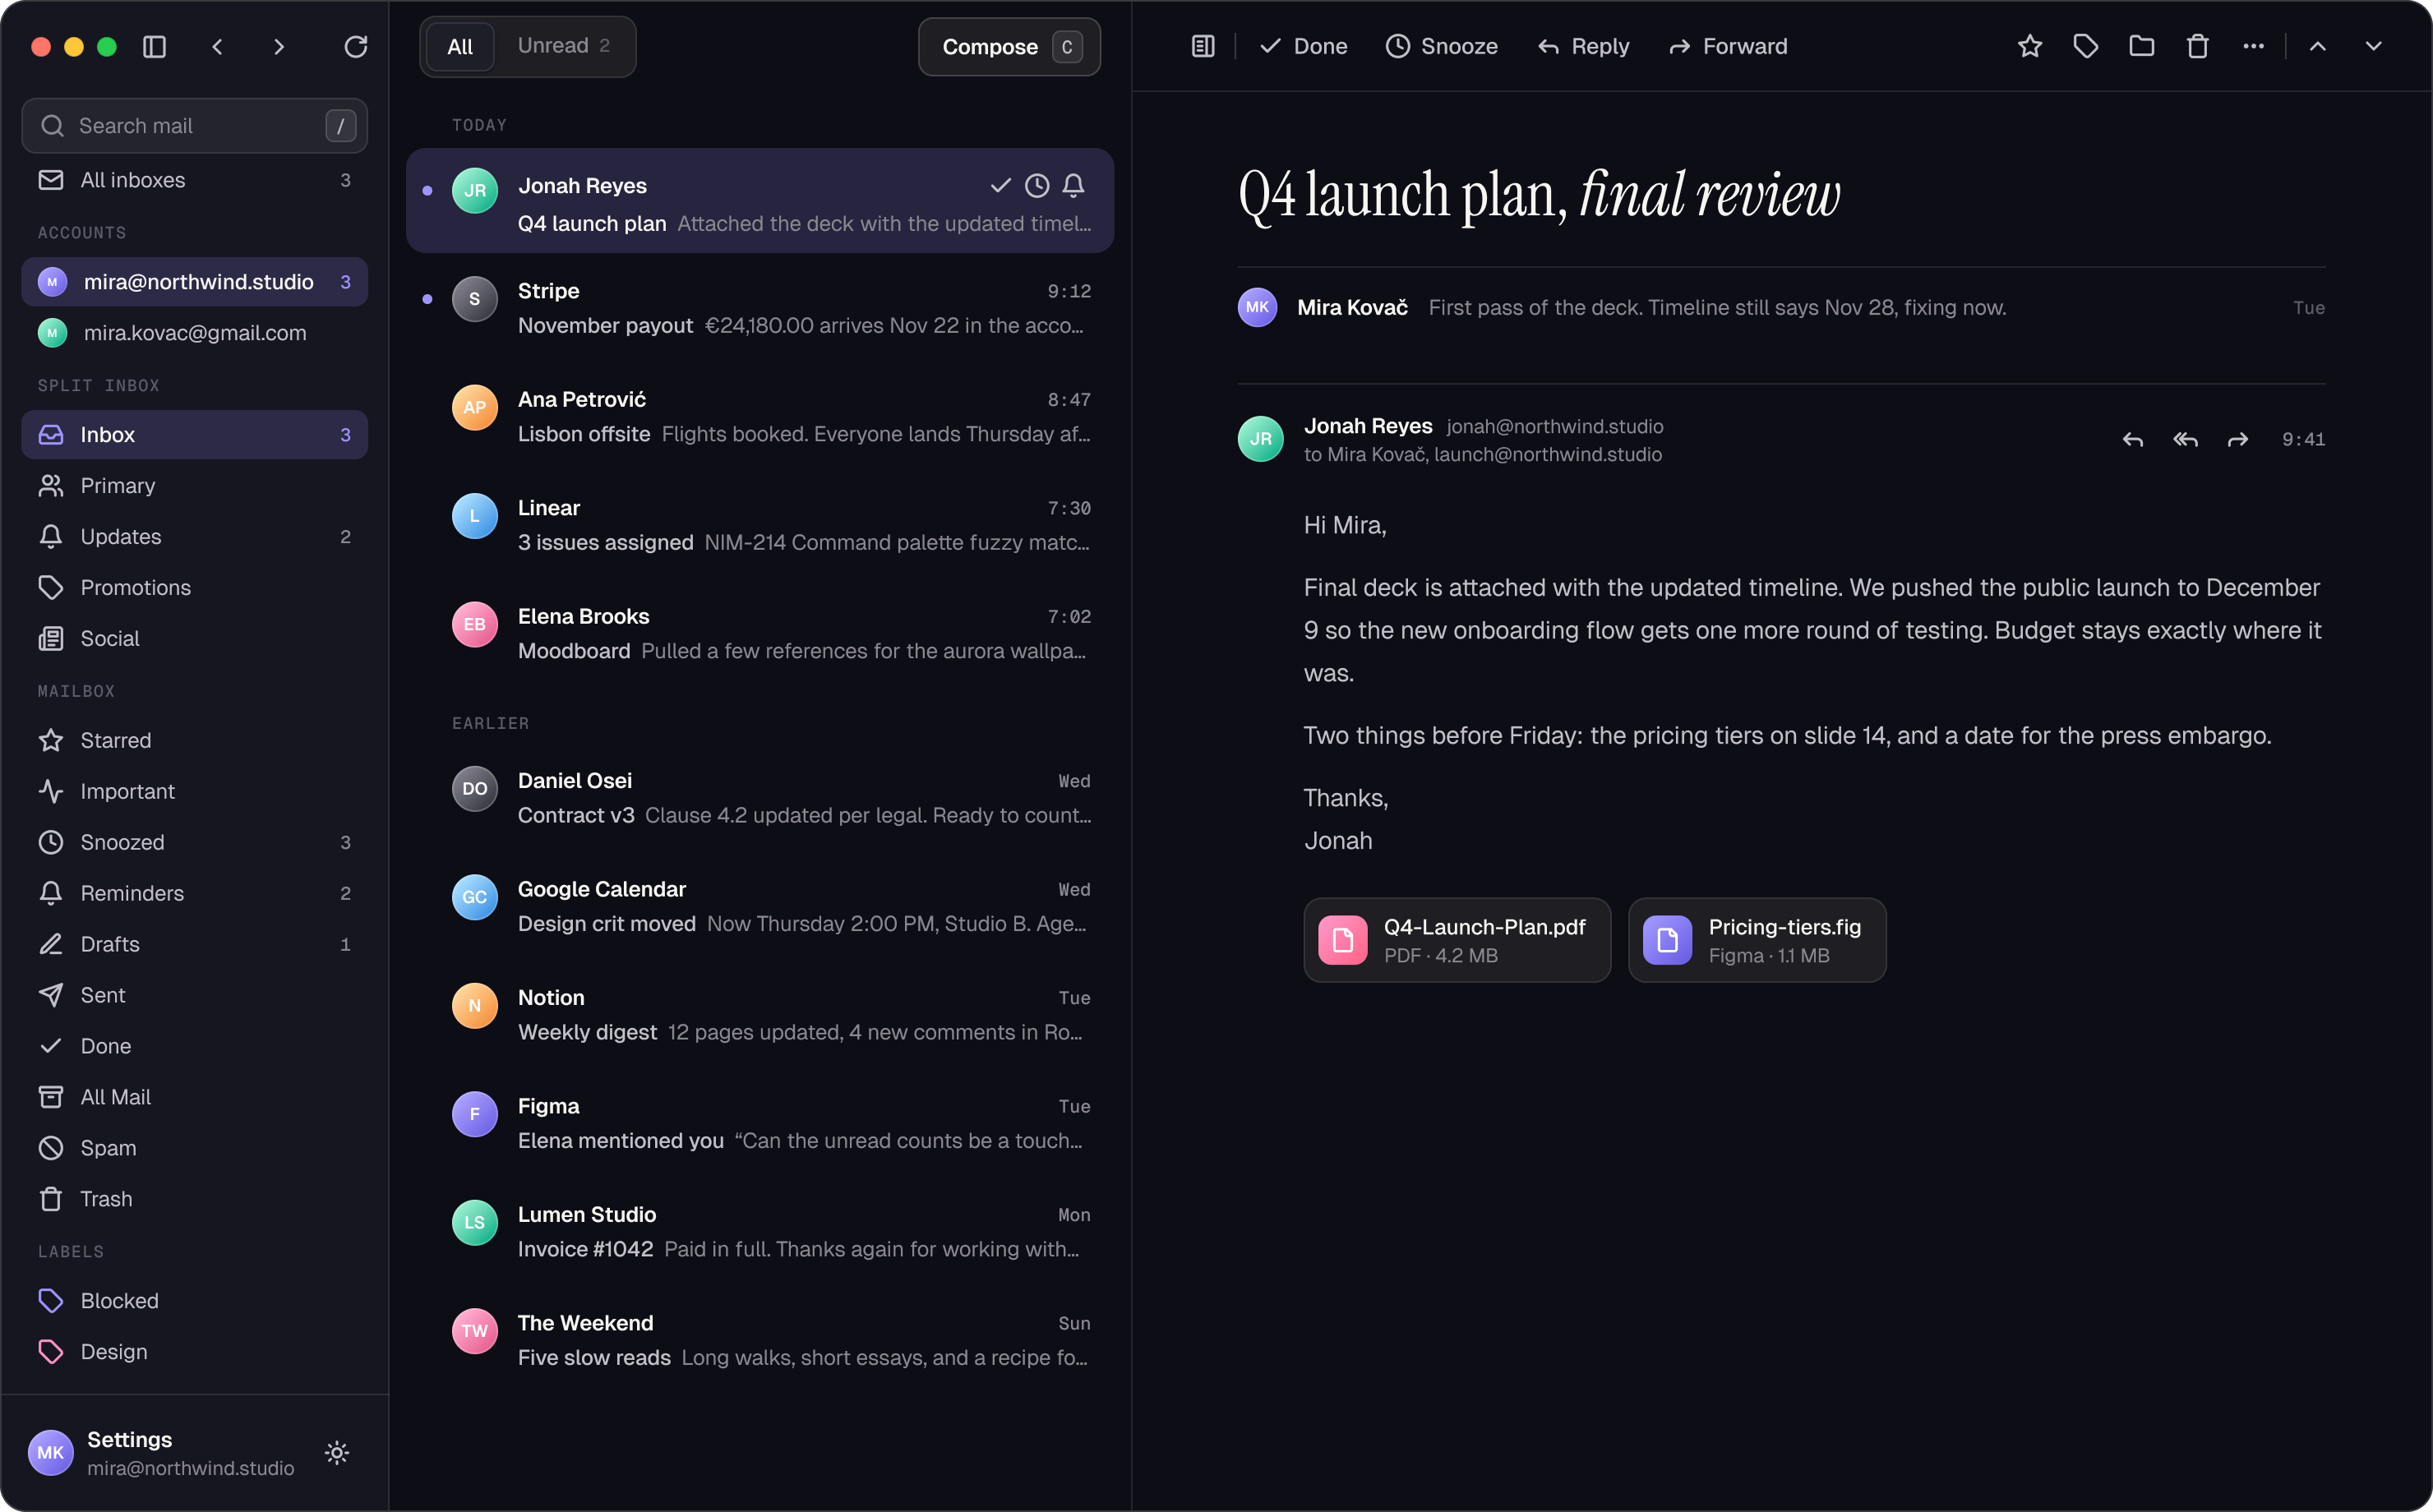 Search mail /
All inboxes 3
ACCOUNTS
M mira@northwind.studio 3
M mira.kovac@gmail.com
SPLIT INBOX
Inbox 3
Primary
Updates 2
Promotions
Social
MAILBOX
Starred
Important
Snoozed 3
Reminders 2
Drafts 1
Sent
Done
All Mail
Spam
Trash
LABELS
Blocked
Design
MK Settings
mira@northwind.studio
All Unread 2 Compose C
TODAY
JR Jonah Reyes
Q4 launch plan Attached the deck with the updated timel...
S Stripe 9:12
November payout €24,180.00 arrives Nov 22 in the acco...
AP Ana Petrović 8:47
Lisbon offsite Flights booked. Everyone lands Thursday af...
L Linear 7:30
3 issues assigned NIM-214 Command palette fuzzy matc...
EB Elena Brooks 7:02
Moodboard Pulled a few references for the aurora wallpa...
EARLIER
DO Daniel Osei Wed
Contract v3 Clause 4.2 updated per legal. Ready to count...
GC Google Calendar Wed
Design crit moved Now Thursday 2:00 PM, Studio B. Age...
N Notion Tue
Weekly digest 12 pages updated, 4 new comments in Ro...
F Figma Tue
Elena mentioned you “Can the unread counts be a touch...
LS Lumen Studio Mon
Invoice #1042 Paid in full. Thanks again for working with...
TW The Weekend Sun
Five slow reads Long walks, short essays, and a recipe fo...
Done Snooze Reply Forward
Q4 launch plan, final review
MK Mira Kovač First pass of the deck. Timeline still says Nov 28, fixing now. Tue
JR Jonah Reyes jonah@northwind.studio 9:41
to Mira Kovač, launch@northwind.studio
Hi Mira,
Final deck is attached with the updated timeline. We pushed the public launch to December
9 so the new onboarding flow gets one more round of testing. Budget stays exactly where it
was.
Two things before Friday: the pricing tiers on slide 14, and a date for the press embargo.
Thanks,
Jonah
Q4-Launch-Plan.pdf
PDF · 4.2 MB
Pricing-tiers.fig
Figma · 1.1 MB